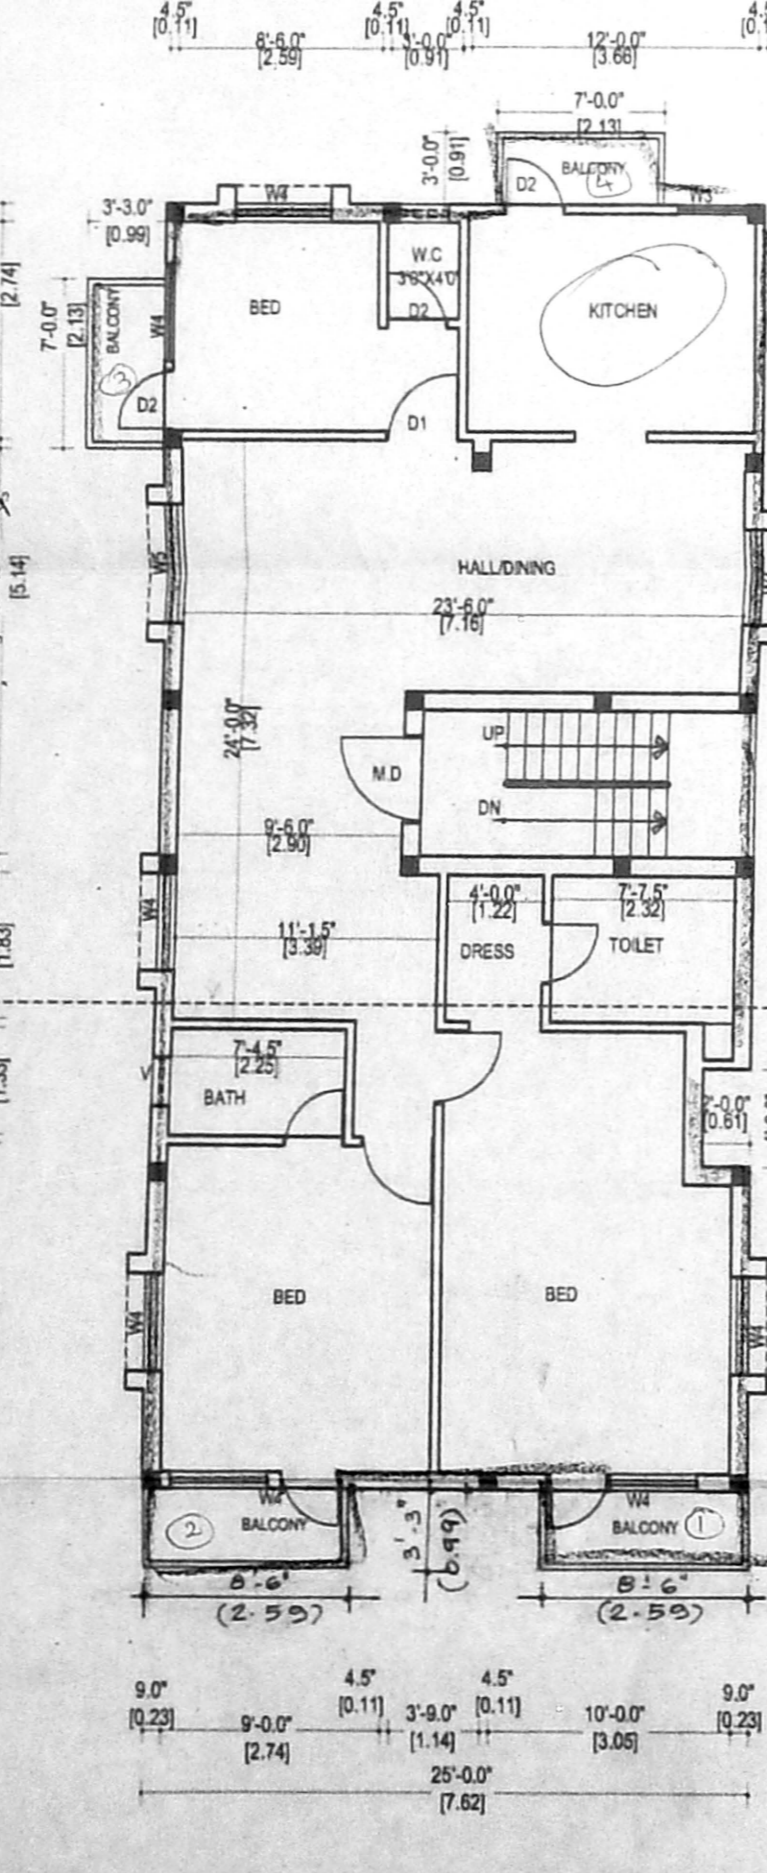 4.5"
[0.11]
4.5"
[0.11]
4.5"
[0.11]
8'-6.0"
[2.59]
3'-0.0"
[0.91]
12'-0.0"
[3.66]
7'-0.0"
[2.13]
3'-0.0"
[0.91]
BALCONY
4
D2
W4
W3
3'-3.0"
[0.99]
[2.74]
7'-0.0"
[2.13]
BALCONY
3
W4
D2
BED
W.C
D2
D1
KITCHEN
[5.14]
W5
HALL/DINING
23'-6.0"
[7.16]
24'-0.0"
[7.32]
UP
M.D
DN
9'-6.0"
[2.90]
W4
4'-0.0"
[1.22]
7'-7.5"
[2.32]
11'-1.5"
[3.39]
DRESS
TOILET
[1.83]
7'-4.5"
[2.25]
V
BATH
2'-0.0"
[0.61]
BED
BED
W4
W4
W4
W4
2
BALCONY
BALCONY
1
3'-3"
(0.99)
8'-6"
(2.59)
8'-6"
(2.59)
9.0"
[0.23]
4.5"
[0.11]
4.5"
[0.11]
9.0"
[0.23]
9'-0.0"
[2.74]
3'-9.0"
[1.14]
10'-0.0"
[3.05]
25'-0.0"
[7.62]